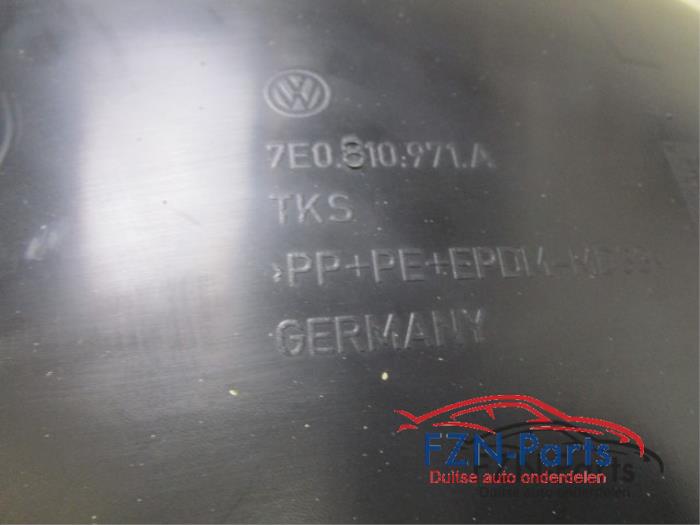 7E0.810.971.A
TKS
>PP+PE+EPDM-
GERMANY
FZN-Parts
Duitse auto onderdelen